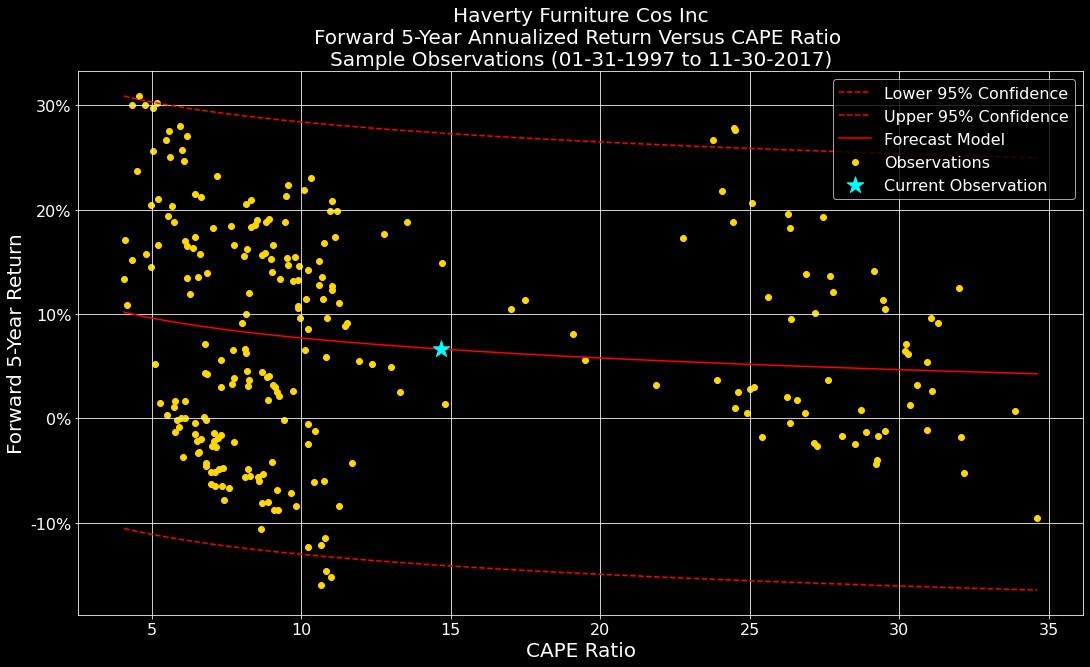 Haverty Furniture Cos Inc
Forward 5-Year Annualized Return Versus CAPE Ratio
Sample Observations (01-31-1997 to 11-30-2017)
Lower 95% Confidence
Upper 95% Confidence
Forecast Model
Observations
Current Observation
Forward 5-Year Return
30%
20%
10%
0%
-10%
5 10 15 20 25 30 35
CAPE Ratio